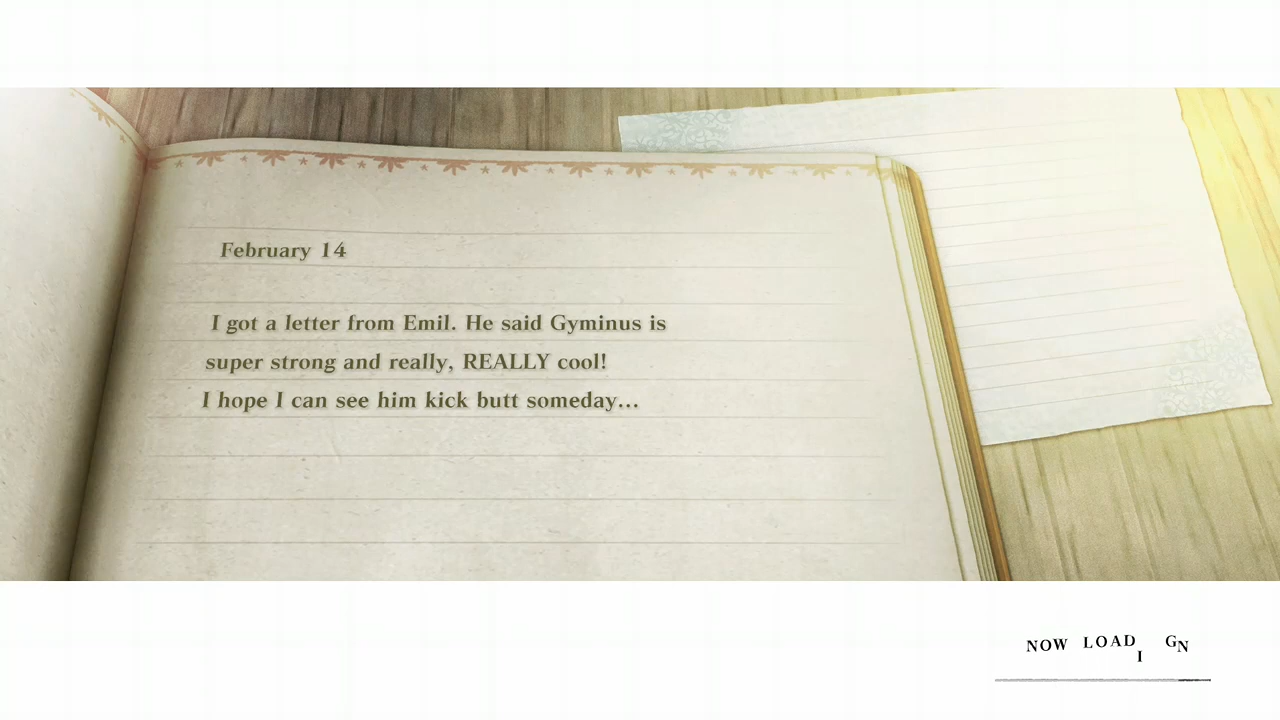 February 14
I got a letter from Emil. He said Gyminus is
super strong and really, REALLY cool!
I hope I can see him kick butt someday...
NOW LOADIGN